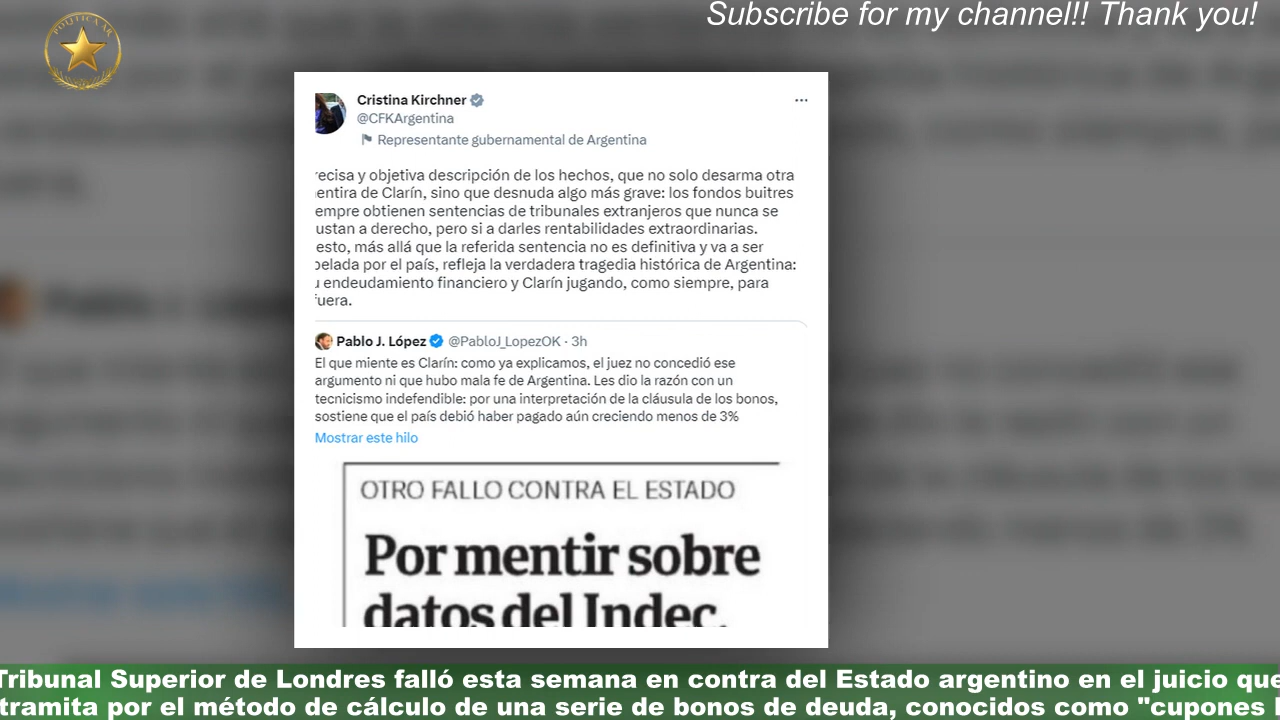 POLITICA AR
Subscribe for my channel!! Thank you!
Cristina Kirchner
@CFKArgentina
Representante gubernamental de Argentina
recisa y objetiva descripción de los hechos, que no solo desarma otra
entira de Clarín, sino que desnuda algo más grave: los fondos buitres
empre obtienen sentencias de tribunales extranjeros que nunca se
ustan a derecho, pero si a darles rentabilidades extraordinarias.
esto, más allá que la referida sentencia no es definitiva y va a ser
pelada por el país, refleja la verdadera tragedia histórica de Argentina:
u endeudamiento financiero y Clarín jugando, como siempre, para
fuera.
Pablo J. López @PabloJ_LopezOK · 3h
El que miente es Clarín: como ya explicamos, el juez no concedió ese
argumento ni que hubo mala fe de Argentina. Les dio la razón con un
tecnicismo indefendible: por una interpretación de la cláusula de los bonos,
sostiene que el país debió haber pagado aún creciendo menos de 3%
Mostrar este hilo
OTRO FALLO CONTRA EL ESTADO
Por mentir sobre
datos del Indec,
Tribunal Superior de Londres falló esta semana en contra del Estado argentino en el juicio que
tramita por el método de cálculo de una serie de bonos de deuda, conocidos como "cupones